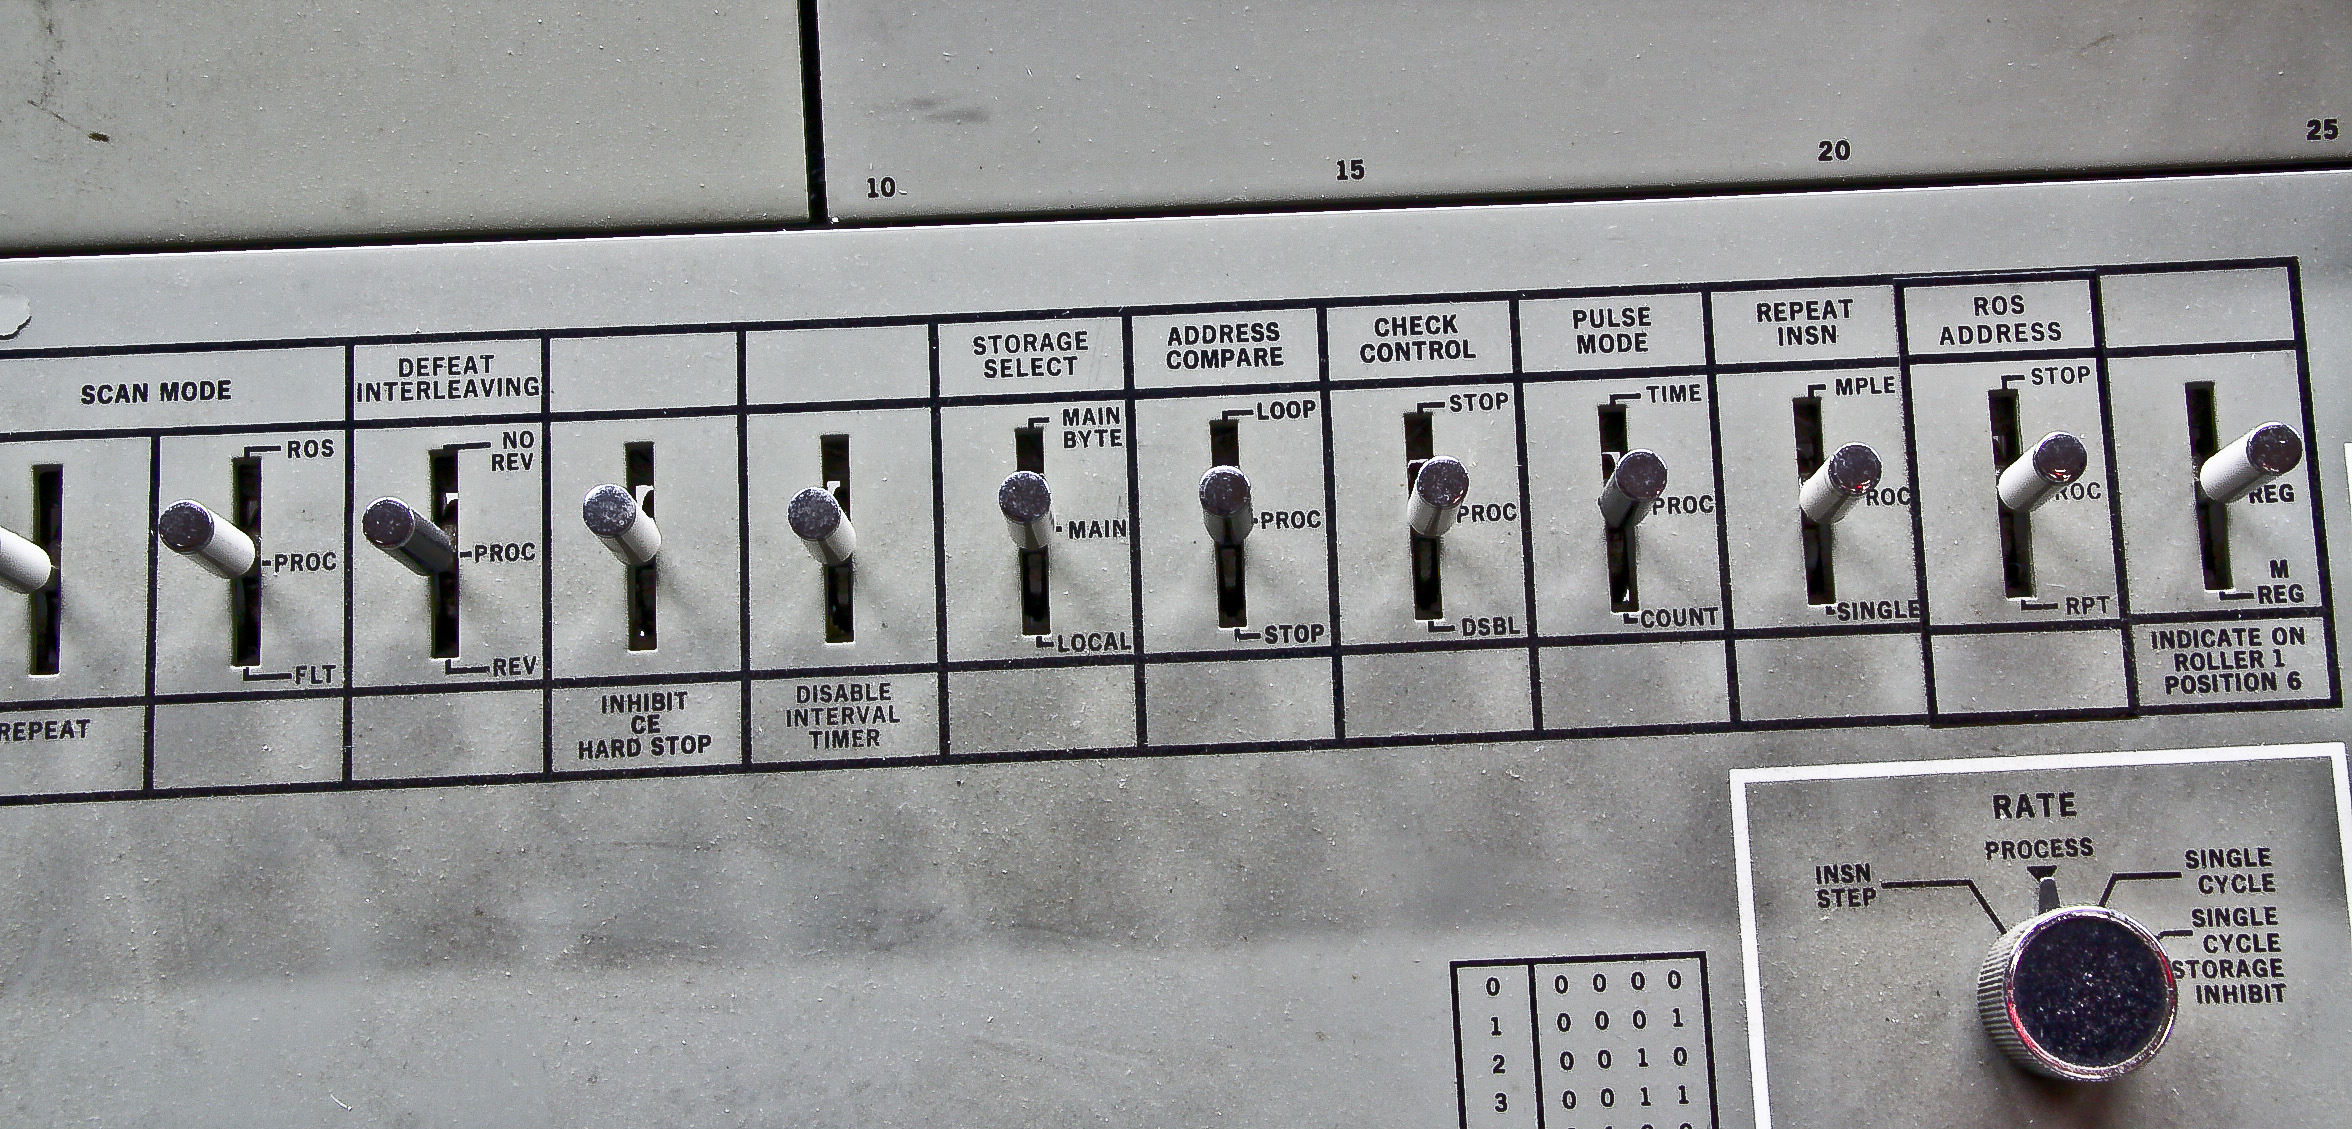 10
15
20
25
SCAN MODE
DEFEAT
INTERLEAVING
STORAGE
SELECT
ADDRESS
COMPARE
CHECK
CONTROL
PULSE
MODE
REPEAT
INSN
ROS
ADDRESS
ROS
PROC
FLT
NO
REV
PROC
REV
MAIN
BYTE
MAIN
LOCAL
LOOP
PROC
STOP
STOP
PROC
DSBL
TIME
PROC
COUNT
MPLE
ROC
SINGLE
STOP
ROC
RPT
REG
M
REG
REPEAT
INHIBIT
CE
HARD STOP
DISABLE
INTERVAL
TIMER
INDICATE ON
ROLLER 1
POSITION 6
RATE
PROCESS
INSN
STEP
SINGLE
CYCLE
SINGLE
CYCLE
STORAGE
INHIBIT
0 0 0 0 0
1 0 0 0 1
2 0 0 1 0
3 0 0 1 1